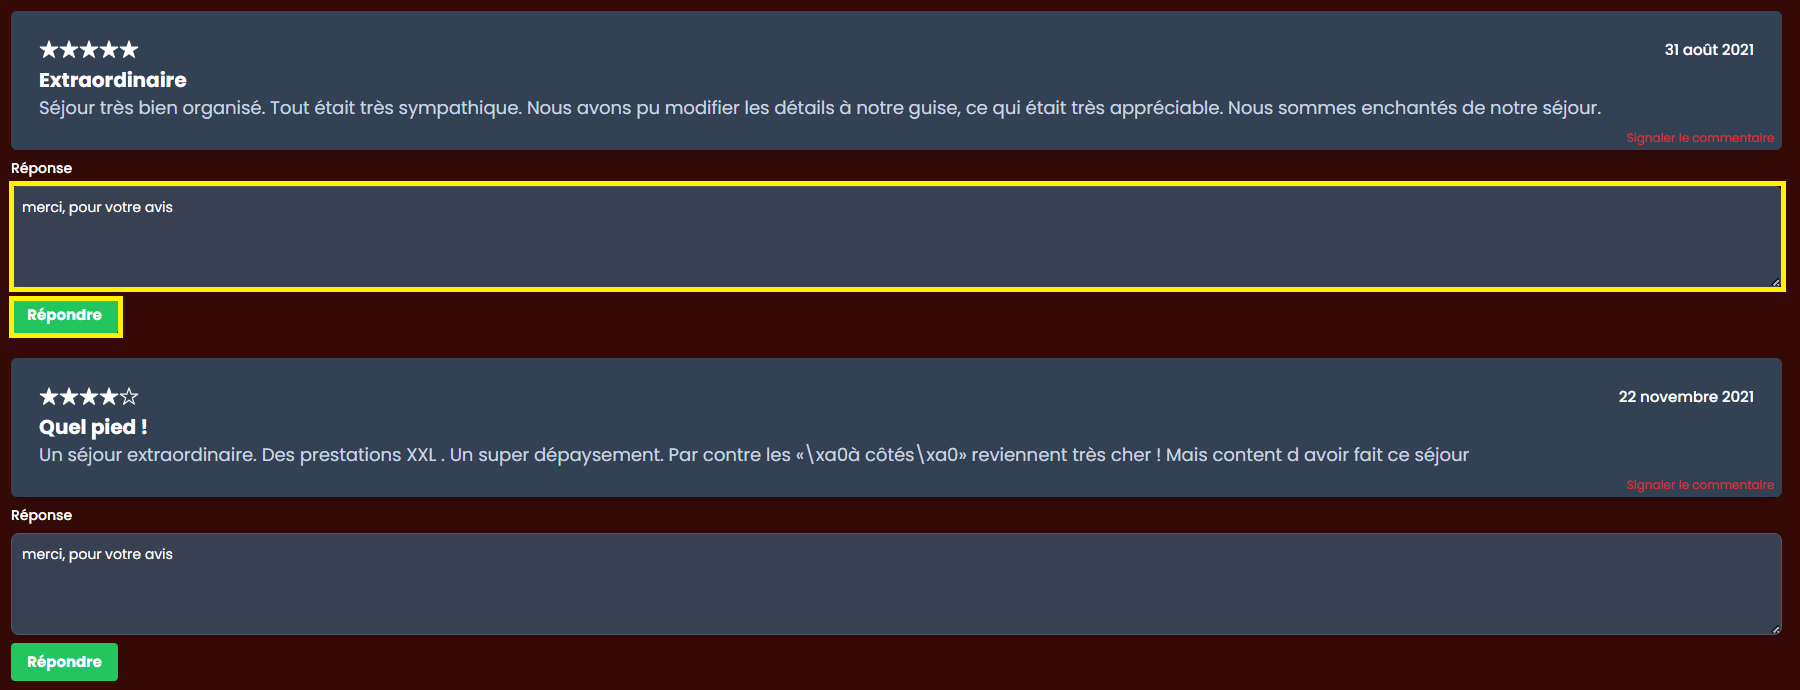 ★★★★★
31 août 2021
Extraordinaire
Séjour très bien organisé. Tout était très sympathique. Nous avons pu modifier les détails à notre guise, ce qui était très appréciable. Nous sommes enchantés de notre séjour.
Signaler le commentaire
Réponse
merci, pour votre avis
Répondre
★★★★☆
22 novembre 2021
Quel pied !
Un séjour extraordinaire. Des prestations XXL . Un super dépaysement. Par contre les «\xa0à côtés\xa0» reviennent très cher ! Mais content d avoir fait ce séjour
Signaler le commentaire
Réponse
merci, pour votre avis
Répondre